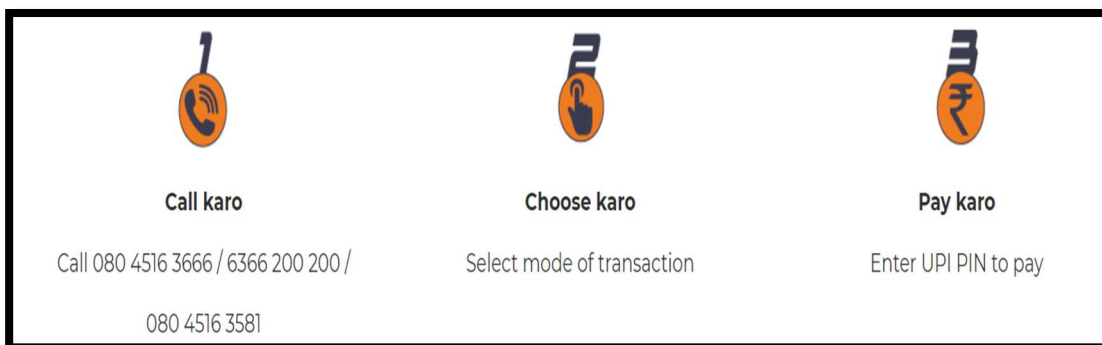 1
2
3
Call karo
Choose karo
Pay karo
Call 080 4516 3666 / 6366 200 200 /
Select mode of transaction
Enter UPI PIN to pay
080 4516 3581